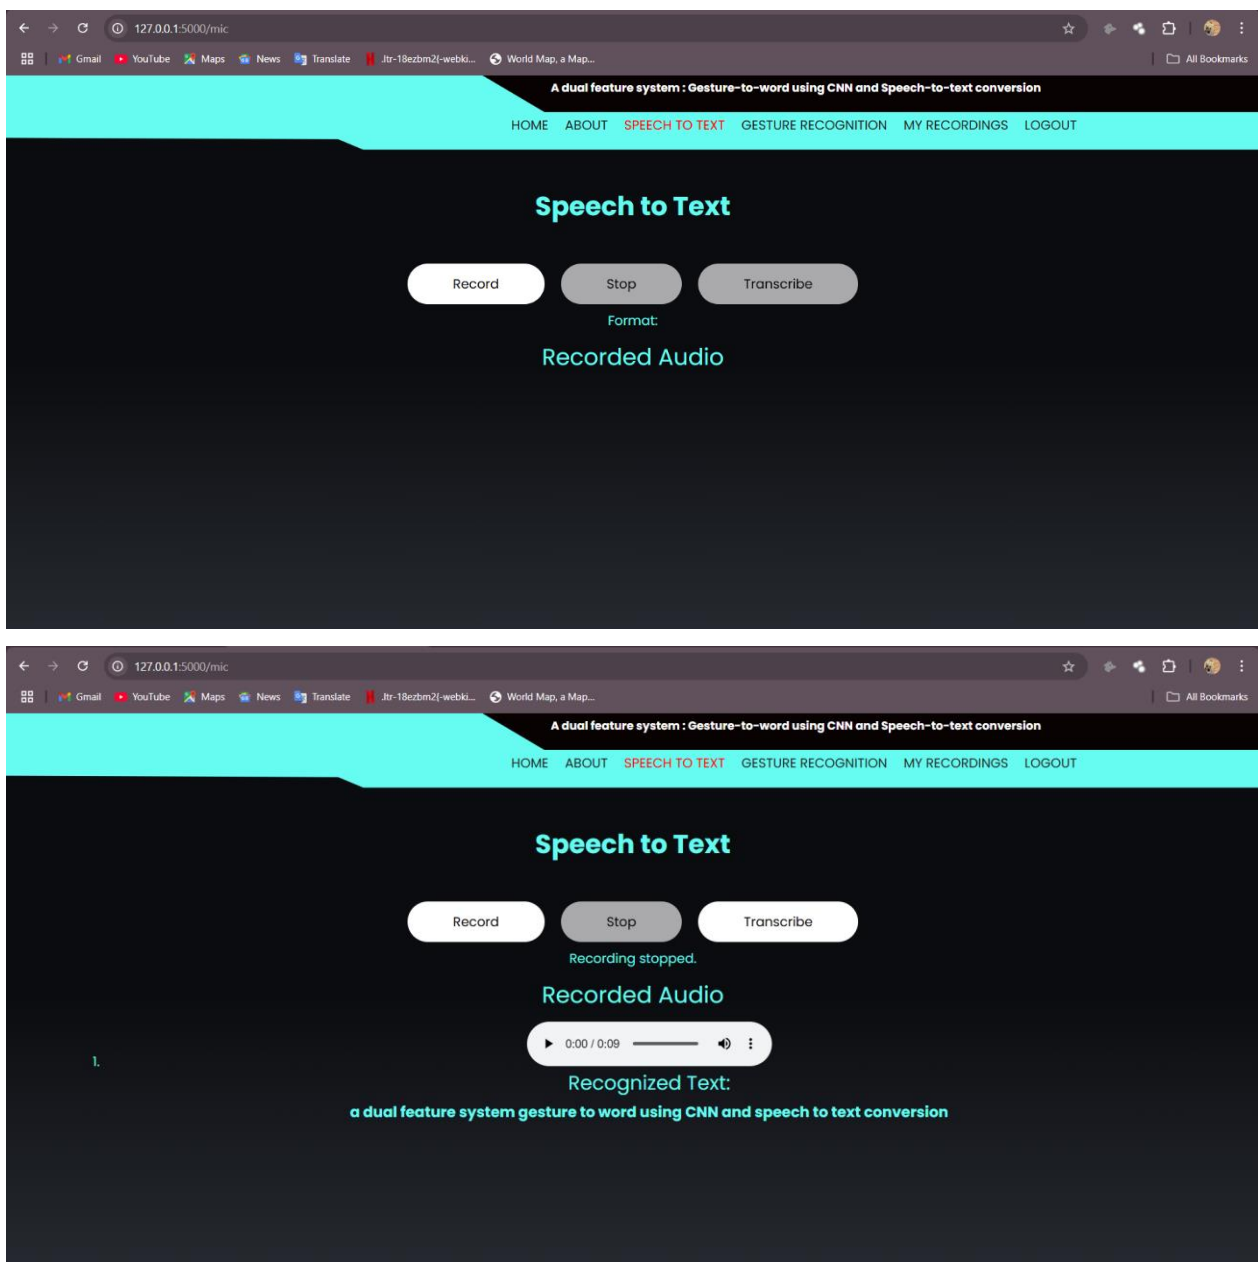 127.0.0.1:5000/mic
Gmail YouTube Maps News Translate .ltr-18ezbm2{-webki... World Map, a Map... All Bookmarks
A dual feature system : Gesture-to-word using CNN and Speech-to-text conversion
HOME ABOUT SPEECH TO TEXT GESTURE RECOGNITION MY RECORDINGS LOGOUT
Speech to Text
Record Stop Transcribe
Format:
Recorded Audio
127.0.0.1:5000/mic
Gmail YouTube Maps News Translate .ltr-18ezbm2{-webki... World Map, a Map... All Bookmarks
A dual feature system : Gesture-to-word using CNN and Speech-to-text conversion
HOME ABOUT SPEECH TO TEXT GESTURE RECOGNITION MY RECORDINGS LOGOUT
Speech to Text
Record Stop Transcribe
Recording stopped.
Recorded Audio
0:00 / 0:09
1.
Recognized Text:
a dual feature system gesture to word using CNN and speech to text conversion